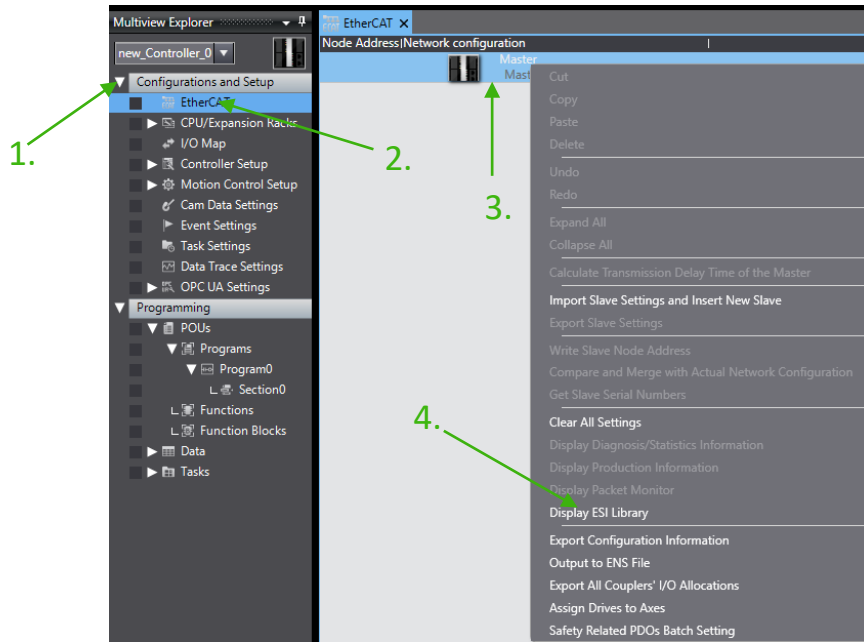 Multiview Explorer
new_Controller_0
Configurations and Setup
EtherCAT
CPU/Expansion Racks
I/O Map
Controller Setup
Motion Control Setup
Cam Data Settings
Event Settings
Task Settings
Data Trace Settings
OPC UA Settings
Programming
POUs
Programs
Program0
Section0
Functions
Function Blocks
Data
Tasks
1.
2.
EtherCAT
Node Address|Network configuration
Master
Mast
3.
4.
Cut
Copy
Paste
Delete
Undo
Redo
Expand All
Collapse All
Calculate Transmission Delay Time of the Master
Import Slave Settings and Insert New Slave
Export Slave Settings
Write Slave Node Address
Compare and Merge with Actual Network Configuration
Get Slave Serial Numbers
Clear All Settings
Display Diagnosis/Statistics Information
Display Production Information
Display Packet Monitor
Display ESI Library
Export Configuration Information
Output to ENS File
Export All Couplers' I/O Allocations
Assign Drives to Axes
Safety Related PDOs Batch Setting